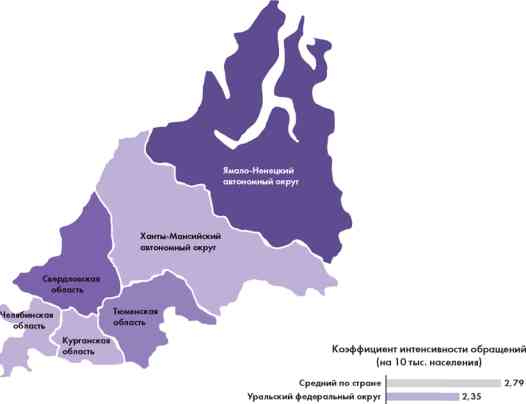 Ямало-Ненецкий
автономный округ
Ханты-Мансийский
автономный округ
Свердловская
область
Тюменская
область
Челябинская
область
Курганская
область
Коэффициент интенсивности обращений
(на 10 тыс. населения)
Средний по стране 2,79
Уральский федеральный округ 2,35